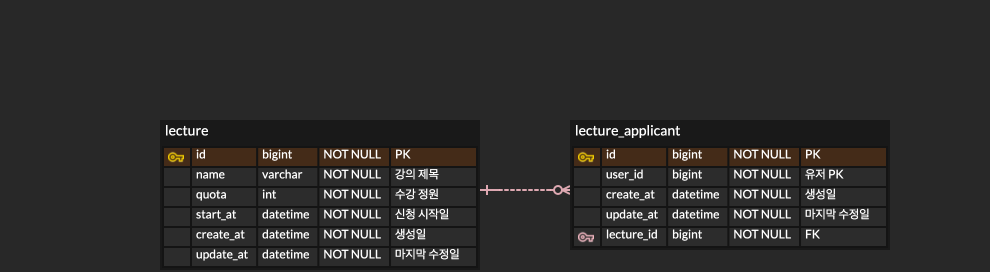 lecture
id bigint NOT NULL PK
name varchar NOT NULL 강의 제목
quota int NOT NULL 수강 정원
start_at datetime NOT NULL 신청 시작일
create_at datetime NOT NULL 생성일
update_at datetime NOT NULL 마지막 수정일
lecture_applicant
id bigint NOT NULL PK
user_id bigint NOT NULL 유저 PK
create_at datetime NOT NULL 생성일
update_at datetime NOT NULL 마지막 수정일
lecture_id bigint NOT NULL FK